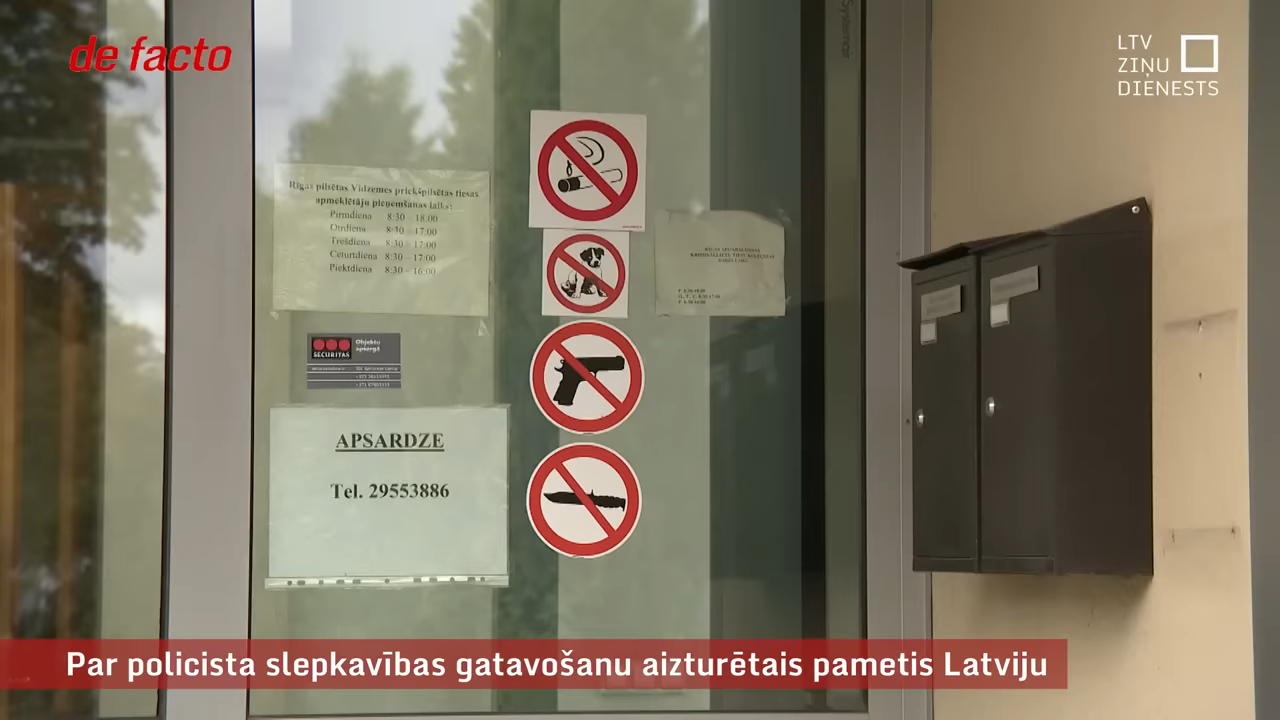 de facto
LTV
ZIŅU
DIENESTS
Rīgas pilsētas Vidzemes priekšpilsētas tiesas
apmeklētāju pieņemšanas laiks:
Pirmdiena 8:30 – 18:00
Otrdiena 8:30 – 17:00
Trešdiena 8:30 – 17:00
Ceturtdiena 8:30 – 17:00
Piektdiena 8:30 – 16:00
SECURITAS
Objektu
apsargā
APSARDZE
Tel. 29553886
Par policista slepkavības gatavošanu aizturētais pametis Latviju